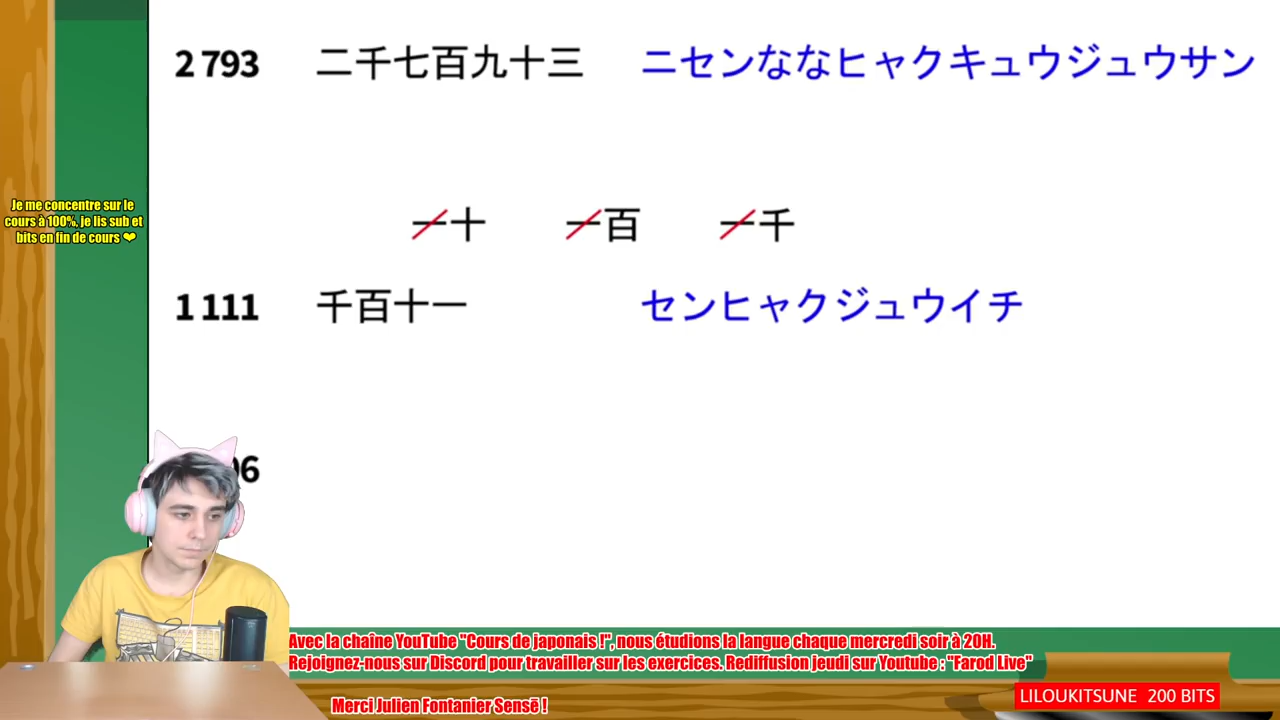 2 793 二千七百九十三 ニセンななヒャクキュウジュウサン
Je me concentre sur le
cours à 100%, je lis sub et
bits en fin de cours ❤
一十 一百 一千
1 111 千百十一 センヒャクジュウイチ
6
Avec la chaîne YouTube "Cours de japonais !", nous étudions la langue chaque mercredi soir à 20H.
Rejoignez-nous sur Discord pour travailler sur les exercices. Rediffusion jeudi sur Youtube : "Farod Live"
Merci Julien Fontanier Sensē !
LILOUKITSUNE 200 BITS